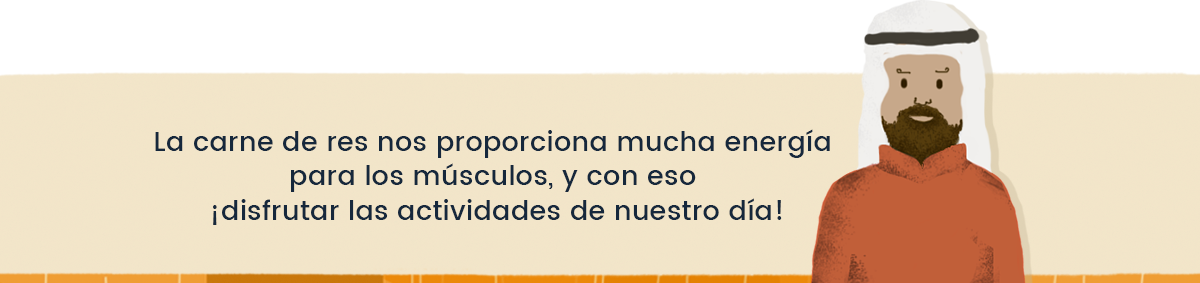 La carne de res nos proporciona mucha energía
para los músculos, y con eso
¡disfrutar las actividades de nuestro día!